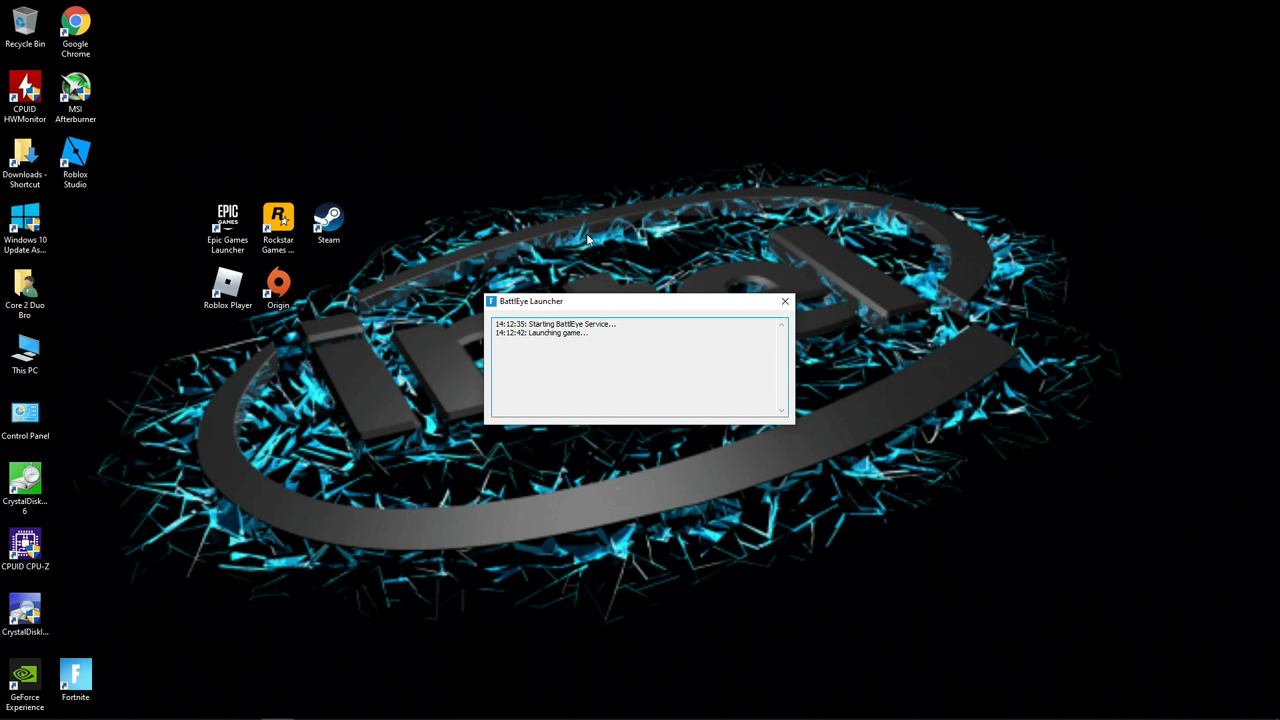 Recycle Bin
Google
Chrome
CPUID
HWMonitor
MSI
Afterburner
Downloads -
Shortcut
Roblox
Studio
EPIC
GAMES
Epic Games
Launcher
R
Rockstar
Games ...
Steam
Windows 10
Update As...
Core 2 Duo
Bro
Roblox Player
Origin
BattlEye Launcher
14:12:35: Starting BattlEye Service...
14:12:42: Launching game...
This PC
Control Panel
CrystalDisk...
6
CPUID CPU-Z
CrystalDiskI...
GeForce
Experience
F
Fortnite